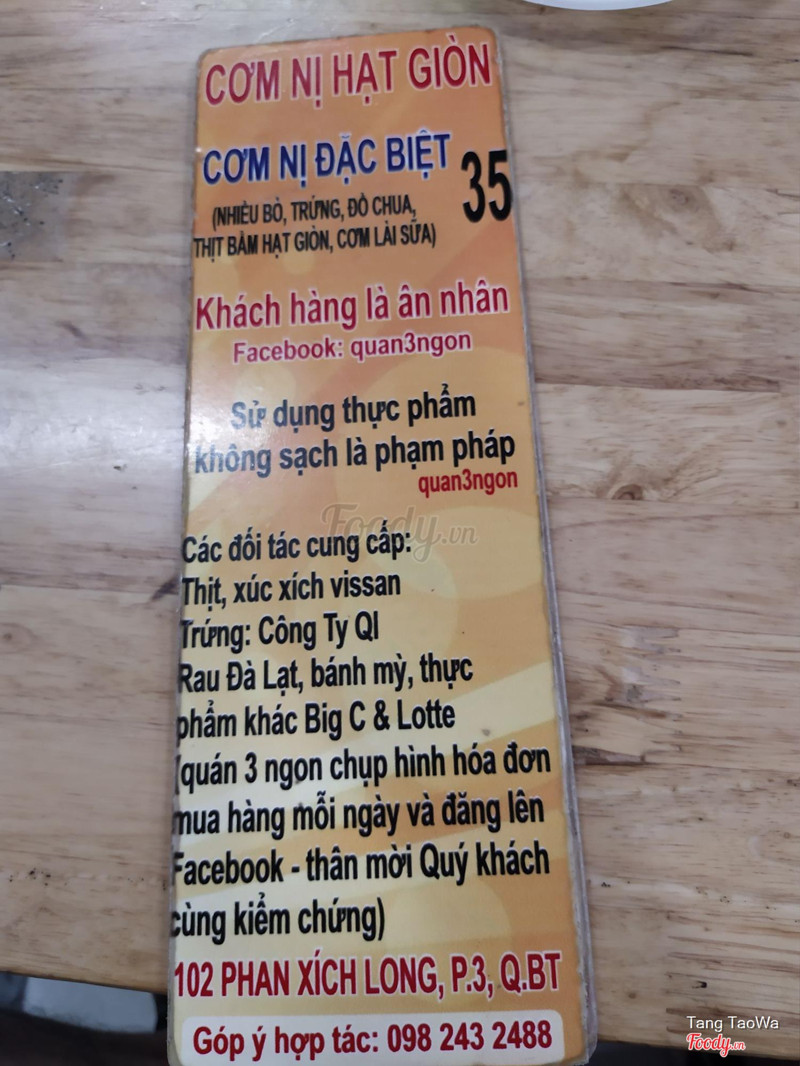 CƠM NỊ HẠT GIÒN
CƠM NỊ ĐẶC BIỆT
35
(NHIỀU BÒ, TRỨNG, ĐỒ CHUA,
THỊT BẰM HẠT GIÒN, CƠM LÀI SỮA)
Khách hàng là ân nhân
Facebook: quan3ngon
Sử dụng thực phẩm
không sạch là phạm pháp
quan3ngon
Foody.vn
Các đối tác cung cấp:
Thịt, xúc xích vissan
Trứng: Công Ty QI
Rau Đà Lạt, bánh mỳ, thực
phẩm khác Big C & Lotte
(quán 3 ngon chụp hình hóa đơn
mua hàng mỗi ngày và đăng lên
Facebook - thân mời Quý khách
cùng kiểm chứng)
102 PHAN XÍCH LONG, P.3, Q.BT
Góp ý hợp tác: 098 243 2488
Tang TaoWa
Foody.vn